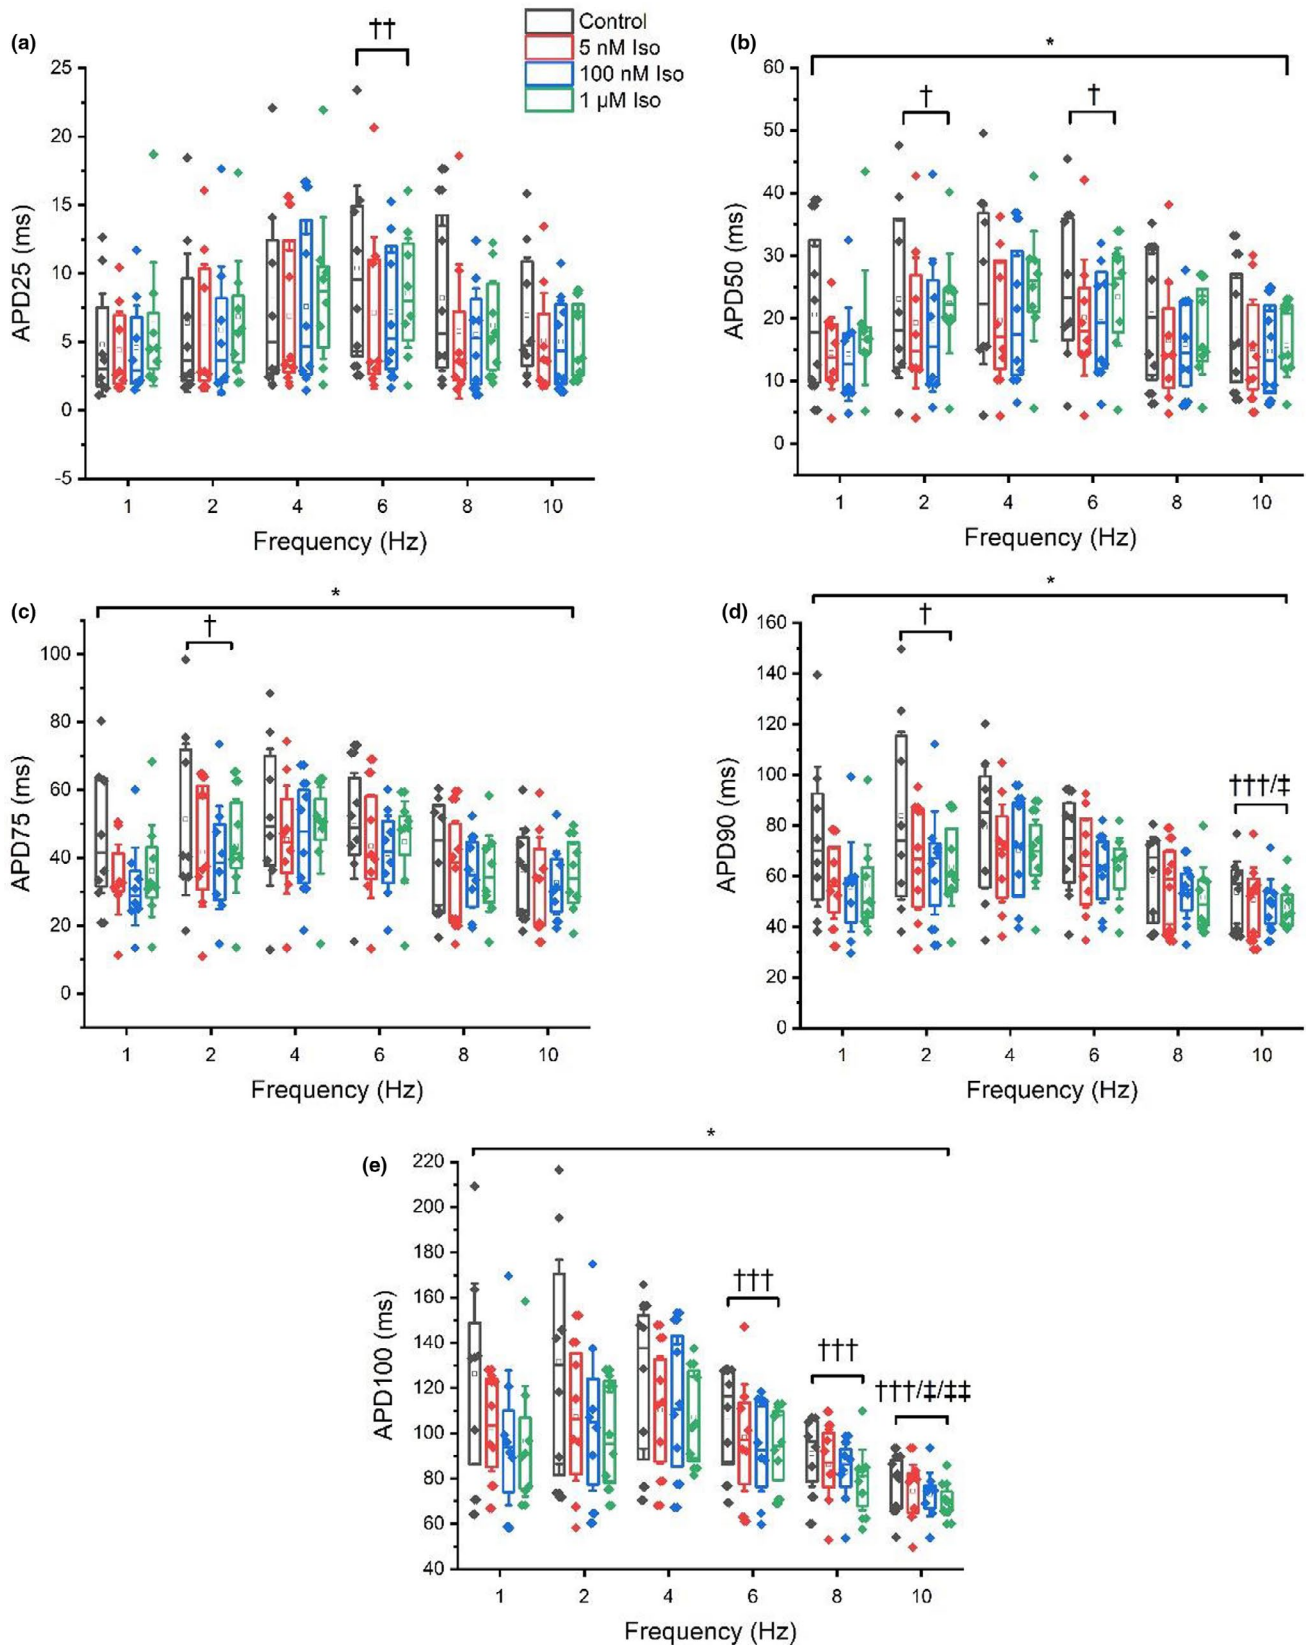 (a)
††
Control
5 nM Iso
100 nM Iso
1 µM Iso
25
20
15
10
5
0
-5
APD25 (ms)
1 2 4 6 8 10
Frequency (Hz)
(b)
*
†
†
60
50
40
30
20
10
0
APD50 (ms)
1 2 4 6 8 10
Frequency (Hz)
(c)
*
†
100
80
60
40
20
0
APD75 (ms)
1 2 4 6 8 10
Frequency (Hz)
(d)
*
†
†††/‡
160
140
120
100
80
60
40
20
0
APD90 (ms)
1 2 4 6 8 10
Frequency (Hz)
(e)
*
†††
†††
†††/‡/‡‡
220
200
180
160
140
120
100
80
60
40
APD100 (ms)
1 2 4 6 8 10
Frequency (Hz)